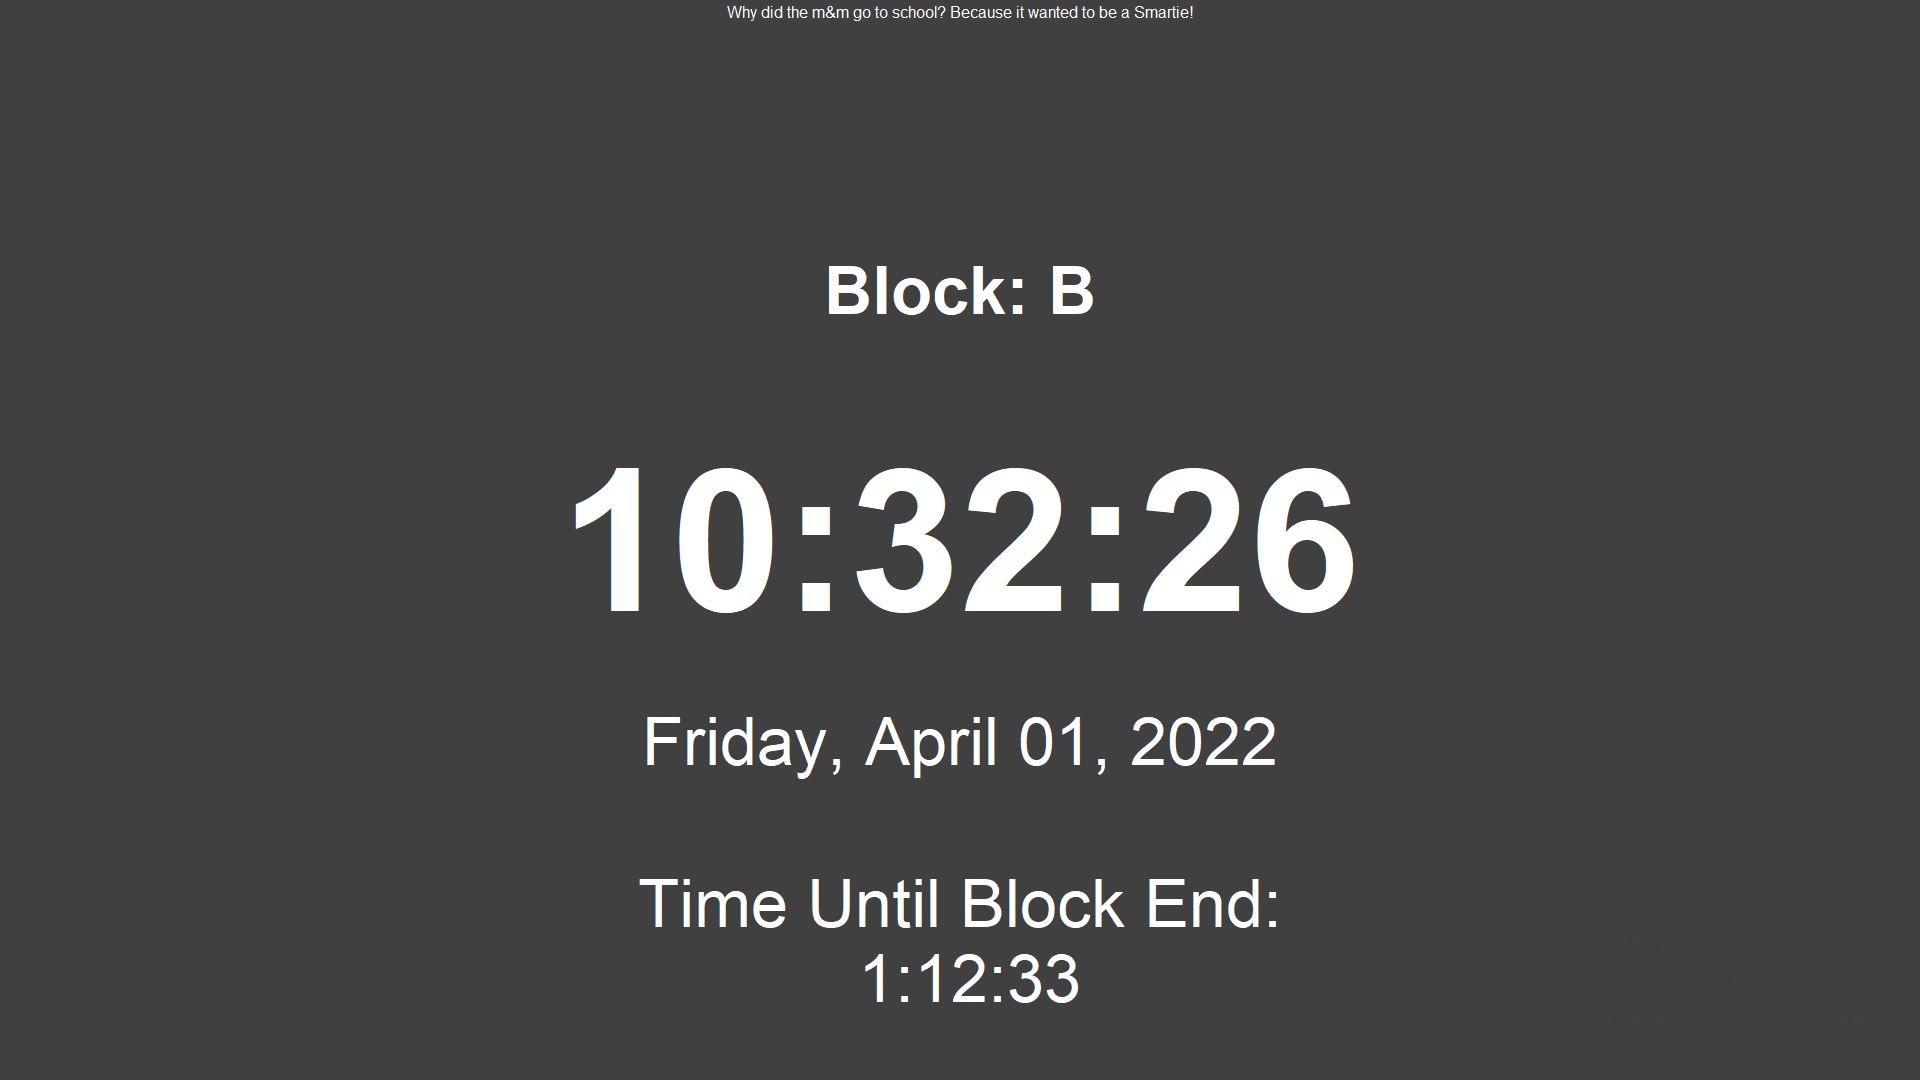 Why did the m&m go to school? Because it wanted to be a Smartie!
Block: B
10:32:26
Friday, April 01, 2022
Time Until Block End:
1:12:33